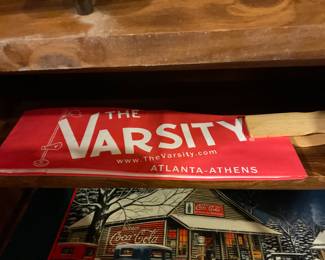 THE
VARSITY
www.TheVarsity.com
ATLANTA-ATHENS
Coca-Cola